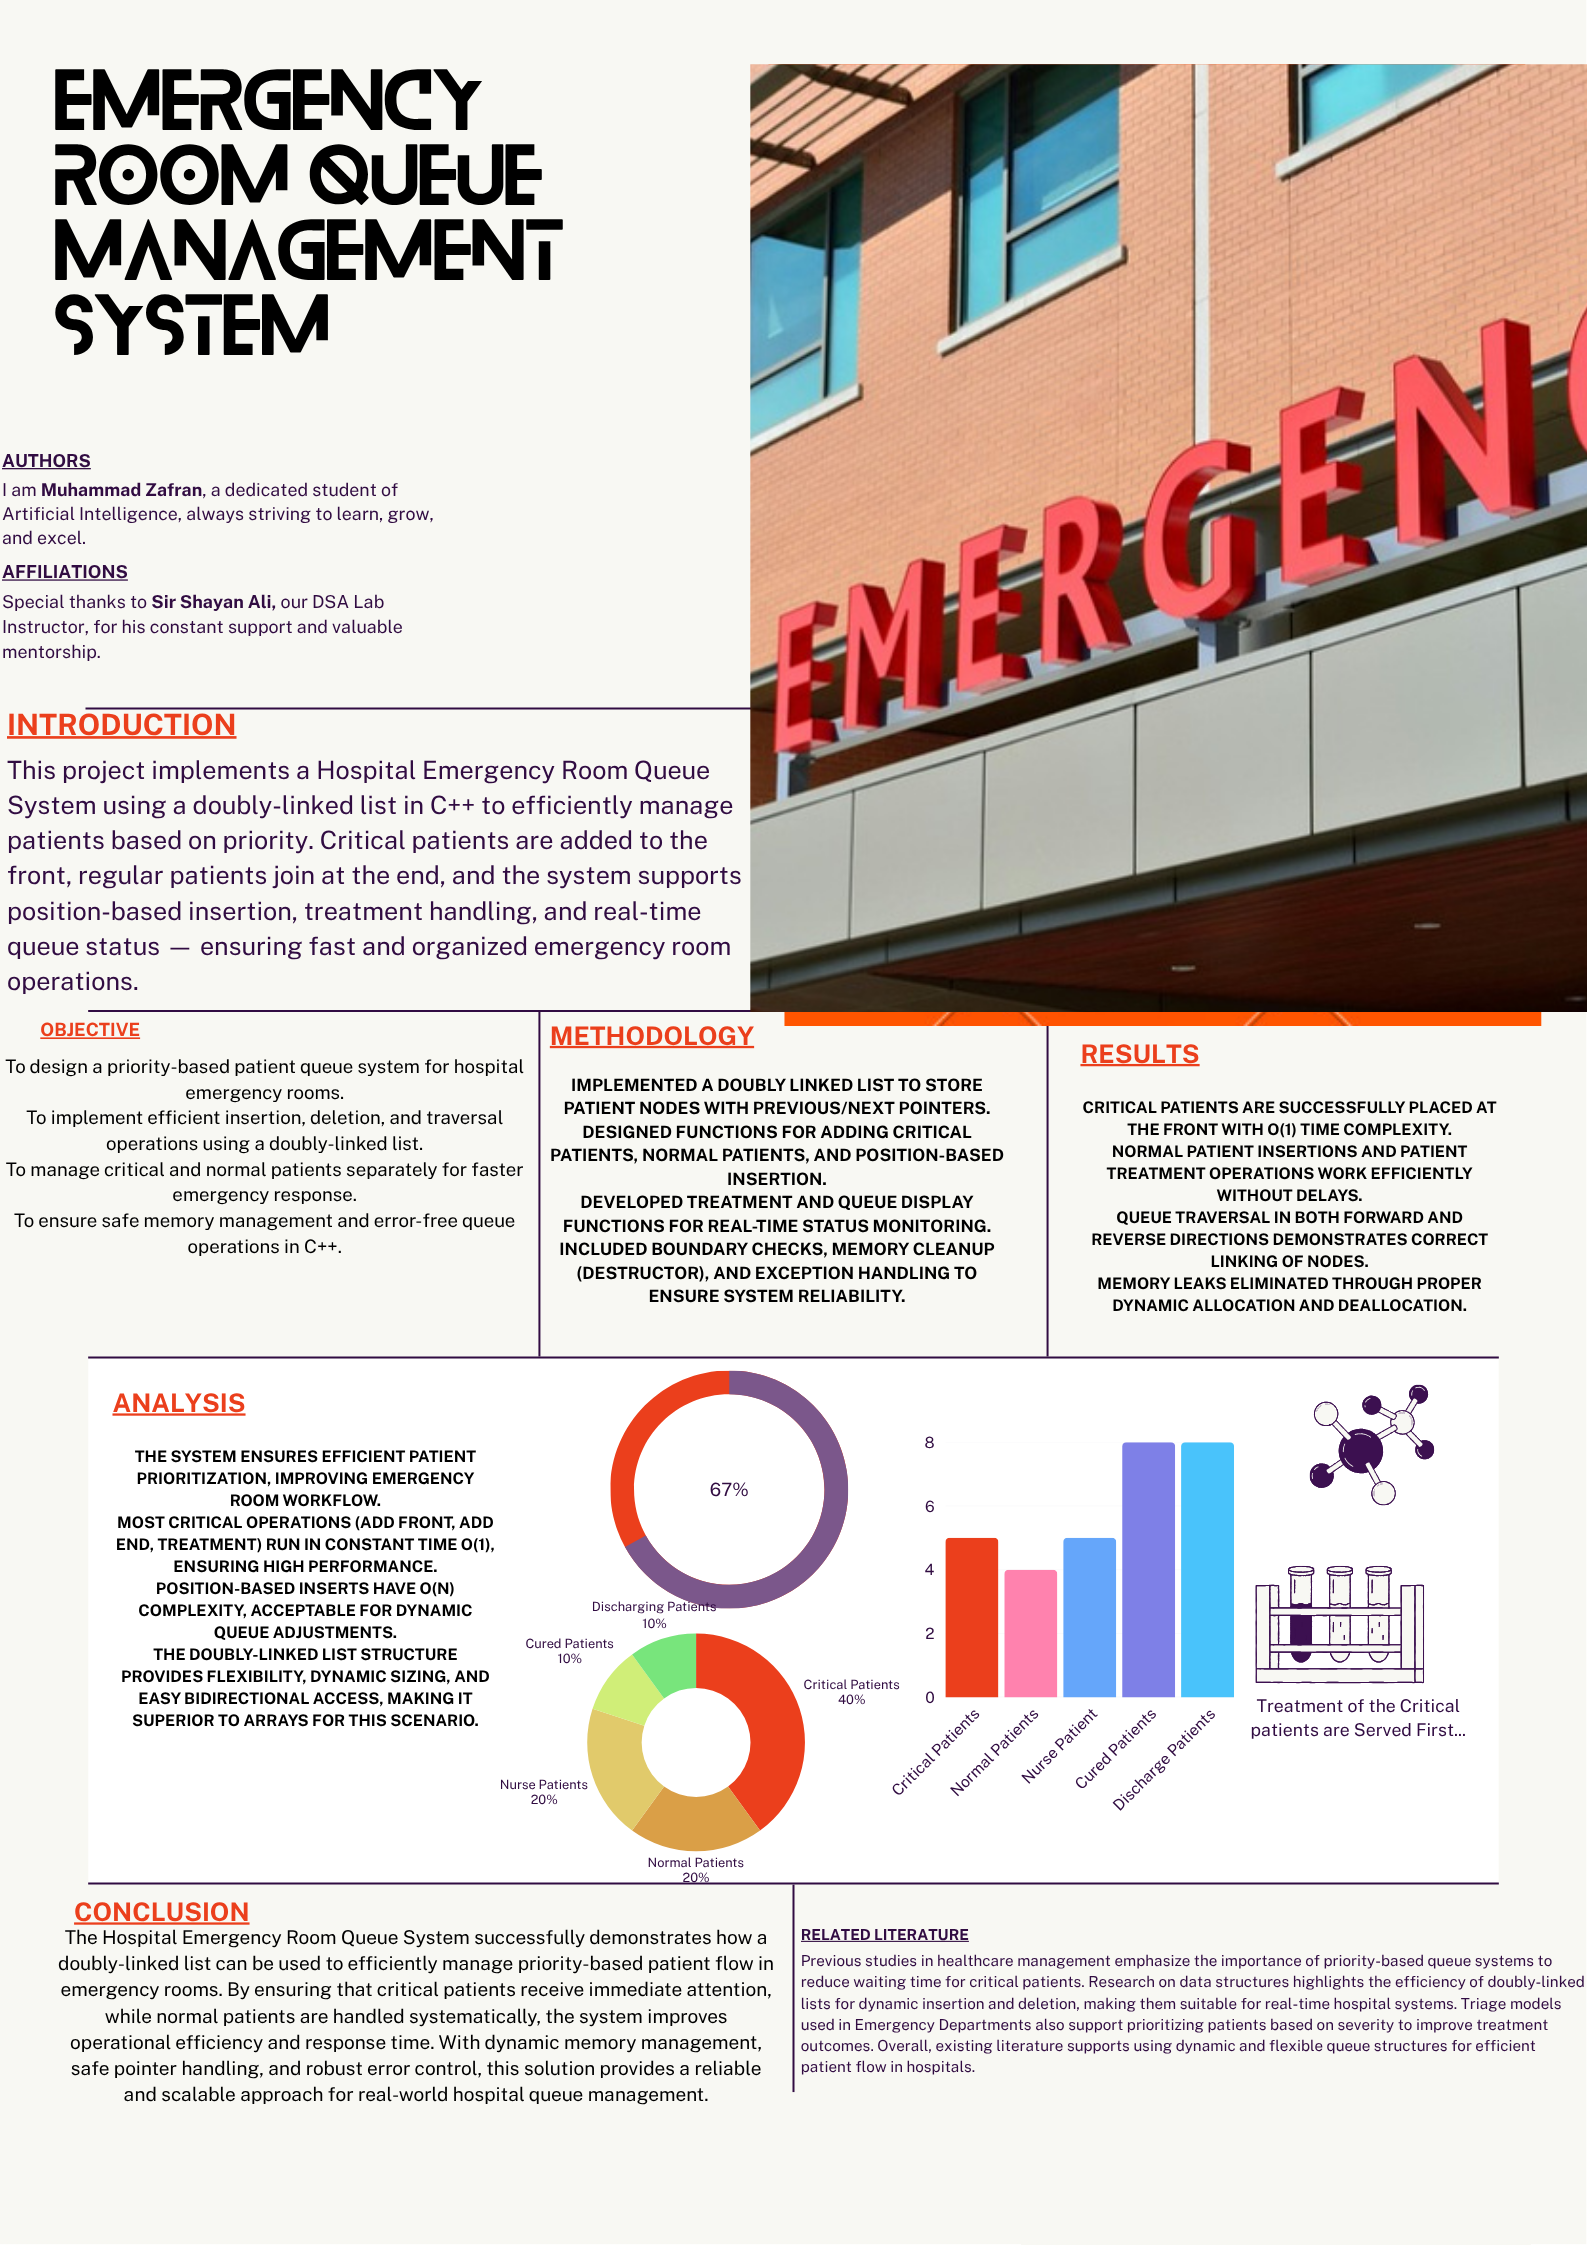 EMERGENCY
ROOM QUEUE
MANAGEMENT
SYSTEM
EMERGENC
AUTHORS
I am Muhammad Zafran, a dedicated student of
Artificial Intelligence, always striving to learn, grow,
and excel.
AFFILIATIONS
Special thanks to Sir Shayan Ali, our DSA Lab
Instructor, for his constant support and valuable
mentorship.
INTRODUCTION
This project implements a Hospital Emergency Room Queue
System using a doubly-linked list in C++ to efficiently manage
patients based on priority. Critical patients are added to the
front, regular patients join at the end, and the system supports
position-based insertion, treatment handling, and real-time
queue status — ensuring fast and organized emergency room
operations.
OBJECTIVE
To design a priority-based patient queue system for hospital
emergency rooms.
To implement efficient insertion, deletion, and traversal
operations using a doubly-linked list.
To manage critical and normal patients separately for faster
emergency response.
To ensure safe memory management and error-free queue
operations in C++.
METHODOLOGY
IMPLEMENTED A DOUBLY LINKED LIST TO STORE
PATIENT NODES WITH PREVIOUS/NEXT POINTERS.
DESIGNED FUNCTIONS FOR ADDING CRITICAL
PATIENTS, NORMAL PATIENTS, AND POSITION-BASED
INSERTION.
DEVELOPED TREATMENT AND QUEUE DISPLAY
FUNCTIONS FOR REAL-TIME STATUS MONITORING.
INCLUDED BOUNDARY CHECKS, MEMORY CLEANUP
(DESTRUCTOR), AND EXCEPTION HANDLING TO
ENSURE SYSTEM RELIABILITY.
RESULTS
CRITICAL PATIENTS ARE SUCCESSFULLY PLACED AT
THE FRONT WITH O(1) TIME COMPLEXITY.
NORMAL PATIENT INSERTIONS AND PATIENT
TREATMENT OPERATIONS WORK EFFICIENTLY
WITHOUT DELAYS.
QUEUE TRAVERSAL IN BOTH FORWARD AND
REVERSE DIRECTIONS DEMONSTRATES CORRECT
LINKING OF NODES.
MEMORY LEAKS ELIMINATED THROUGH PROPER
DYNAMIC ALLOCATION AND DEALLOCATION.
ANALYSIS
THE SYSTEM ENSURES EFFICIENT PATIENT
PRIORITIZATION, IMPROVING EMERGENCY
ROOM WORKFLOW.
MOST CRITICAL OPERATIONS (ADD FRONT, ADD
END, TREATMENT) RUN IN CONSTANT TIME O(1),
ENSURING HIGH PERFORMANCE.
POSITION-BASED INSERTS HAVE O(N)
COMPLEXITY, ACCEPTABLE FOR DYNAMIC
QUEUE ADJUSTMENTS.
THE DOUBLY-LINKED LIST STRUCTURE
PROVIDES FLEXIBILITY, DYNAMIC SIZING, AND
EASY BIDIRECTIONAL ACCESS, MAKING IT
SUPERIOR TO ARRAYS FOR THIS SCENARIO.
67%
Discharging Patients
10%
Cured Patients
10%
Critical Patients
40%
Nurse Patients
20%
Normal Patients
20%
8
6
4
2
0
Critical Patients
Normal Patients
Nurse Patient
Cured Patients
Discharge Patients
Treatment of the Critical
patients are Served First...
CONCLUSION
The Hospital Emergency Room Queue System successfully demonstrates how a
doubly-linked list can be used to efficiently manage priority-based patient flow in
emergency rooms. By ensuring that critical patients receive immediate attention,
while normal patients are handled systematically, the system improves
operational efficiency and response time. With dynamic memory management,
safe pointer handling, and robust error control, this solution provides a reliable
and scalable approach for real-world hospital queue management.
RELATED LITERATURE
Previous studies in healthcare management emphasize the importance of priority-based queue systems to
reduce waiting time for critical patients. Research on data structures highlights the efficiency of doubly-linked
lists for dynamic insertion and deletion, making them suitable for real-time hospital systems. Triage models
used in Emergency Departments also support prioritizing patients based on severity to improve treatment
outcomes. Overall, existing literature supports using dynamic and flexible queue structures for efficient
patient flow in hospitals.